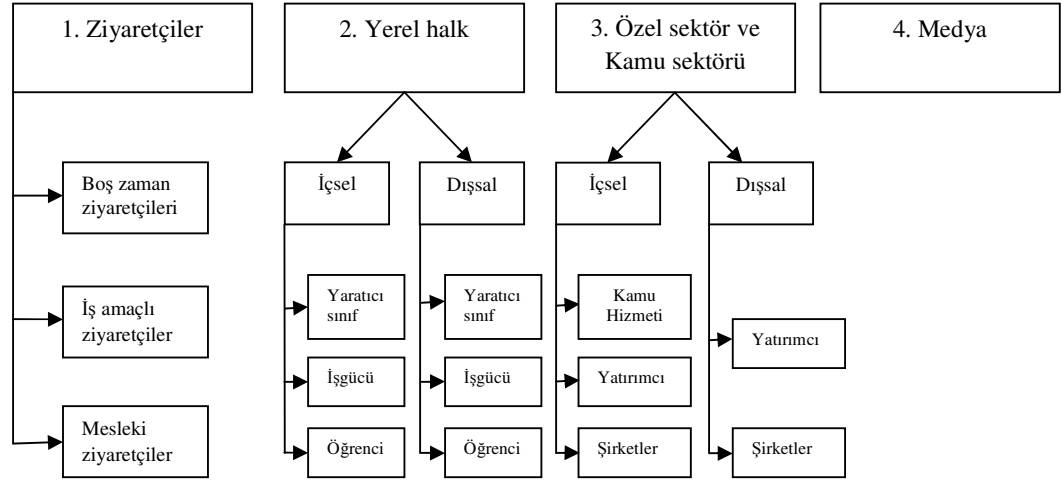 1. Ziyaretçiler
2. Yerel halk
3. Özel sektör ve
Kamu sektörü
4. Medya
Boş zaman
ziyaretçileri
İş amaçlı
ziyaretçiler
Mesleki
ziyaretçiler
İçsel
Dışsal
Yaratıcı
sınıf
İşgücü
Öğrenci
Yaratıcı
sınıf
İşgücü
Öğrenci
İçsel
Dışsal
Kamu
Hizmeti
Yatırımcı
Şirketler
Yatırımcı
Şirketler